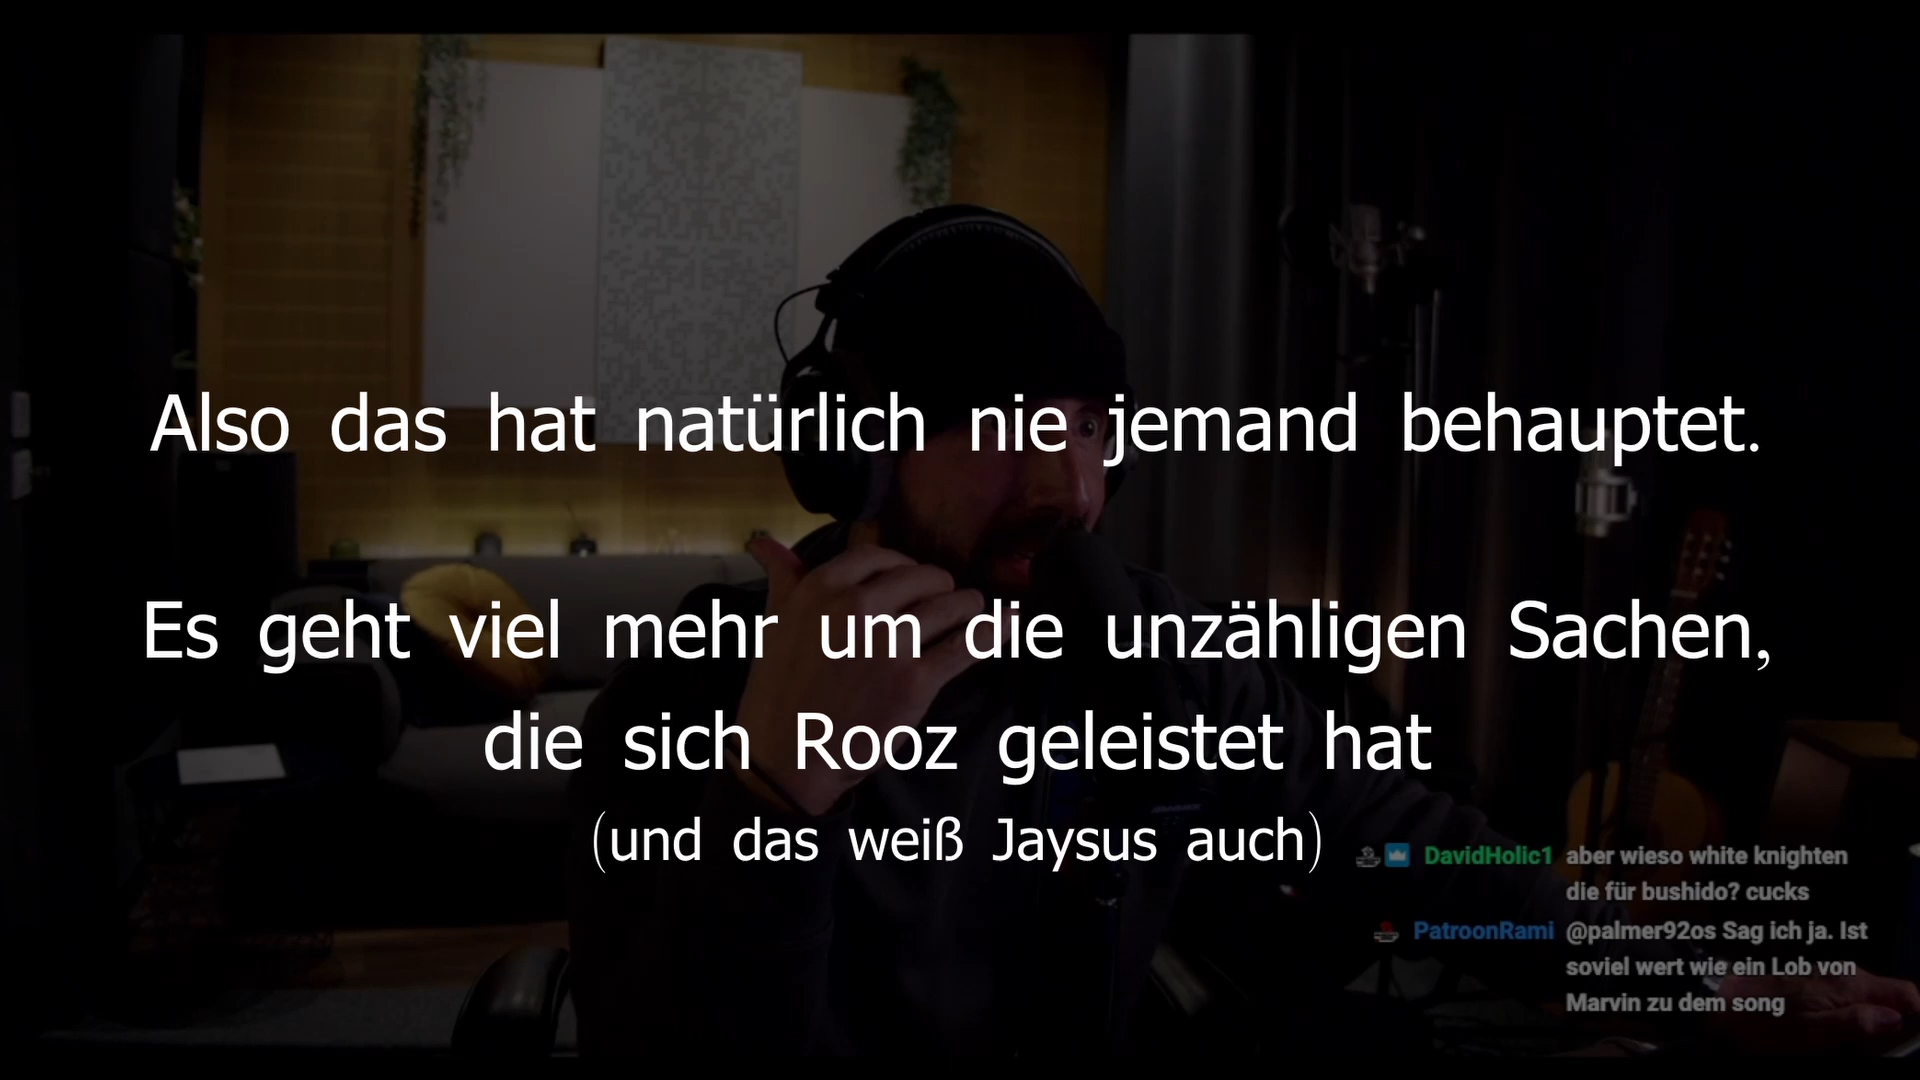 Also das hat natürlich nie jemand behauptet.
Es geht viel mehr um die unzähligen Sachen,
die sich Rooz geleistet hat
(und das weiß Jaysus auch)
DavidHolic1 aber wieso white knighten
die für bushido? cucks
PatroonRami @palmer92os Sag ich ja. Ist
soviel wert wie ein Lob von
Marvin zu dem song